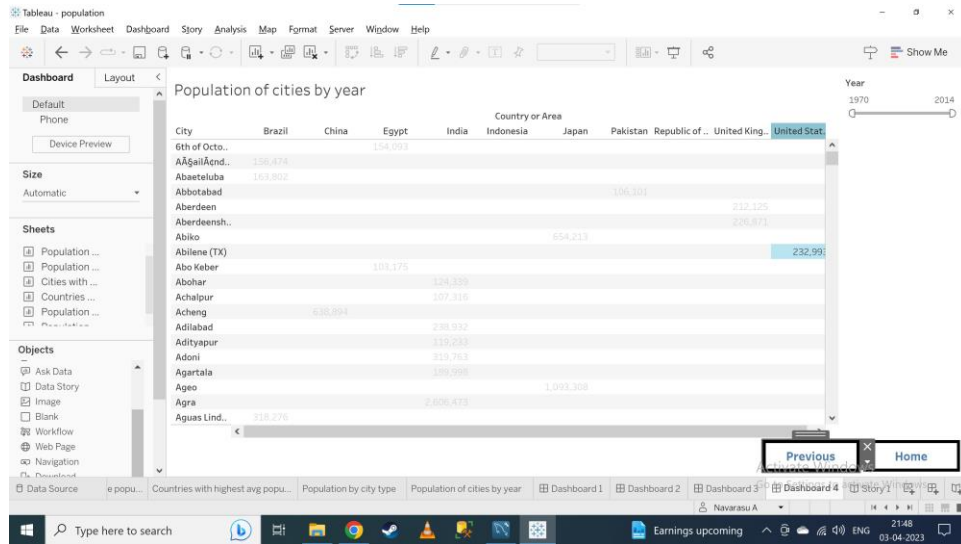 Tableau - population
File Data Worksheet Dashboard Story Analysis Map Format Server Window Help
Show Me
Dashboard Layout
Default
Phone
Device Preview
Size
Automatic
Sheets
Population ...
Population ...
Cities with ...
Countries ...
Population ...
Objects
Ask Data
Data Story
Image
Blank
Workflow
Web Page
Navigation
Download
Population of cities by year
Country or Area
City Brazil China Egypt India Indonesia Japan Pakistan Republic of .. United King.. United Stat..
6th of Octo.. 154,093
AÃ§ailÃ¢nd.. 156,474
Abaeteluba 163,802
Abbotabad 106,101
Aberdeen 212,125
Aberdeensh.. 226,871
Abiko 654,213
Abilene (TX) 232,993
Abo Keber 103,175
Abohar 124,339
Achalpur 107,316
Acheng 638,894
Adilabad 238,932
Adityapur 119,233
Adoni 319,763
Agartala 189,998
Ageo 1,093,308
Agra 2,606,473
Aguas Lind.. 318,276
Year
1970 2014
Previous Home
Activate Windows
Data Source e popu... Countries with highest avg popu... Population by city type Population of cities by year Dashboard 1 Dashboard 2 Dashboard 3 Dashboard 4 Story 1
Navarasu A
Type here to search
Earnings upcoming
ENG
21:48
03-04-2023